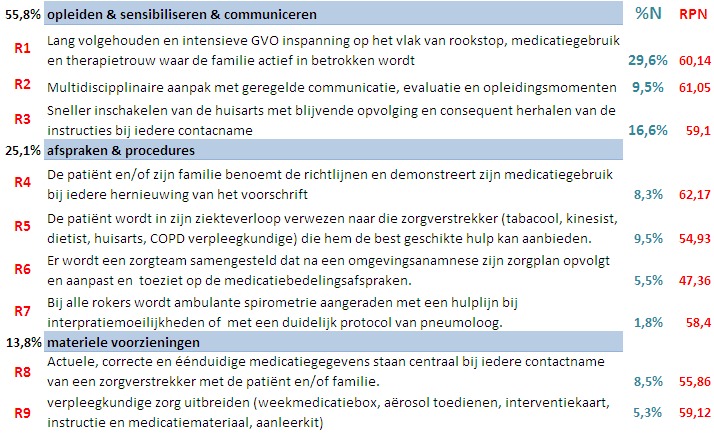 55,8% opleiden & sensibiliseren & communiceren %N RPN
R1 Lang volgehouden en intensieve GVO inspanning op het vlak van rookstop, medicatiegebruik
en therapietrouw waar de familie actief in betrokken wordt 29,6% 60,14
R2 Multidisciplinaire aanpak met geregelde communicatie, evaluatie en opleidingsmomenten 9,5% 61,05
R3 Sneller inschakelen van de huisarts met blijvende opvolging en consequent herhalen van de
instructies bij iedere contacname 16,6% 59,1
25,1% afspraken & procedures
R4 De patiënt en/of zijn familie benoemt de richtlijnen en demonstreert zijn medicatiegebruik
bij iedere hernieuwing van het voorschrift 8,3% 62,17
R5 De patiënt wordt in zijn ziekteverloop verwezen naar die zorgverstrekker (tabacool, kinesist,
dietist, huisarts, COPD verpleegkundige) die hem de best geschikte hulp kan aanbieden. 9,5% 54,93
R6 Er wordt een zorgteam samengesteld dat na een omgevingsanamnese zijn zorgplan opvolgt
en aanpast en toeziet op de medicatiebedelingsafspraken. 5,5% 47,36
R7 Bij alle rokers wordt ambulante spirometrie aangeraden met een hulplijn bij
interpratiemoeilijkheden of met een duidelijk protocol van pneumoloog. 1,8% 58,4
13,8% materiele voorzieningen
R8 Actuele, correcte en éénduidige medicatiegegevens staan centraal bij iedere contactname
van een zorgverstrekker met de patiënt en/of familie. 8,5% 55,86
R9 verpleegkundige zorg uitbreiden (weekmedicatiebox, aërosol toedienen, interventiekaart,
instructie en medicatiemateriaal, aanleerkit) 5,3% 59,12